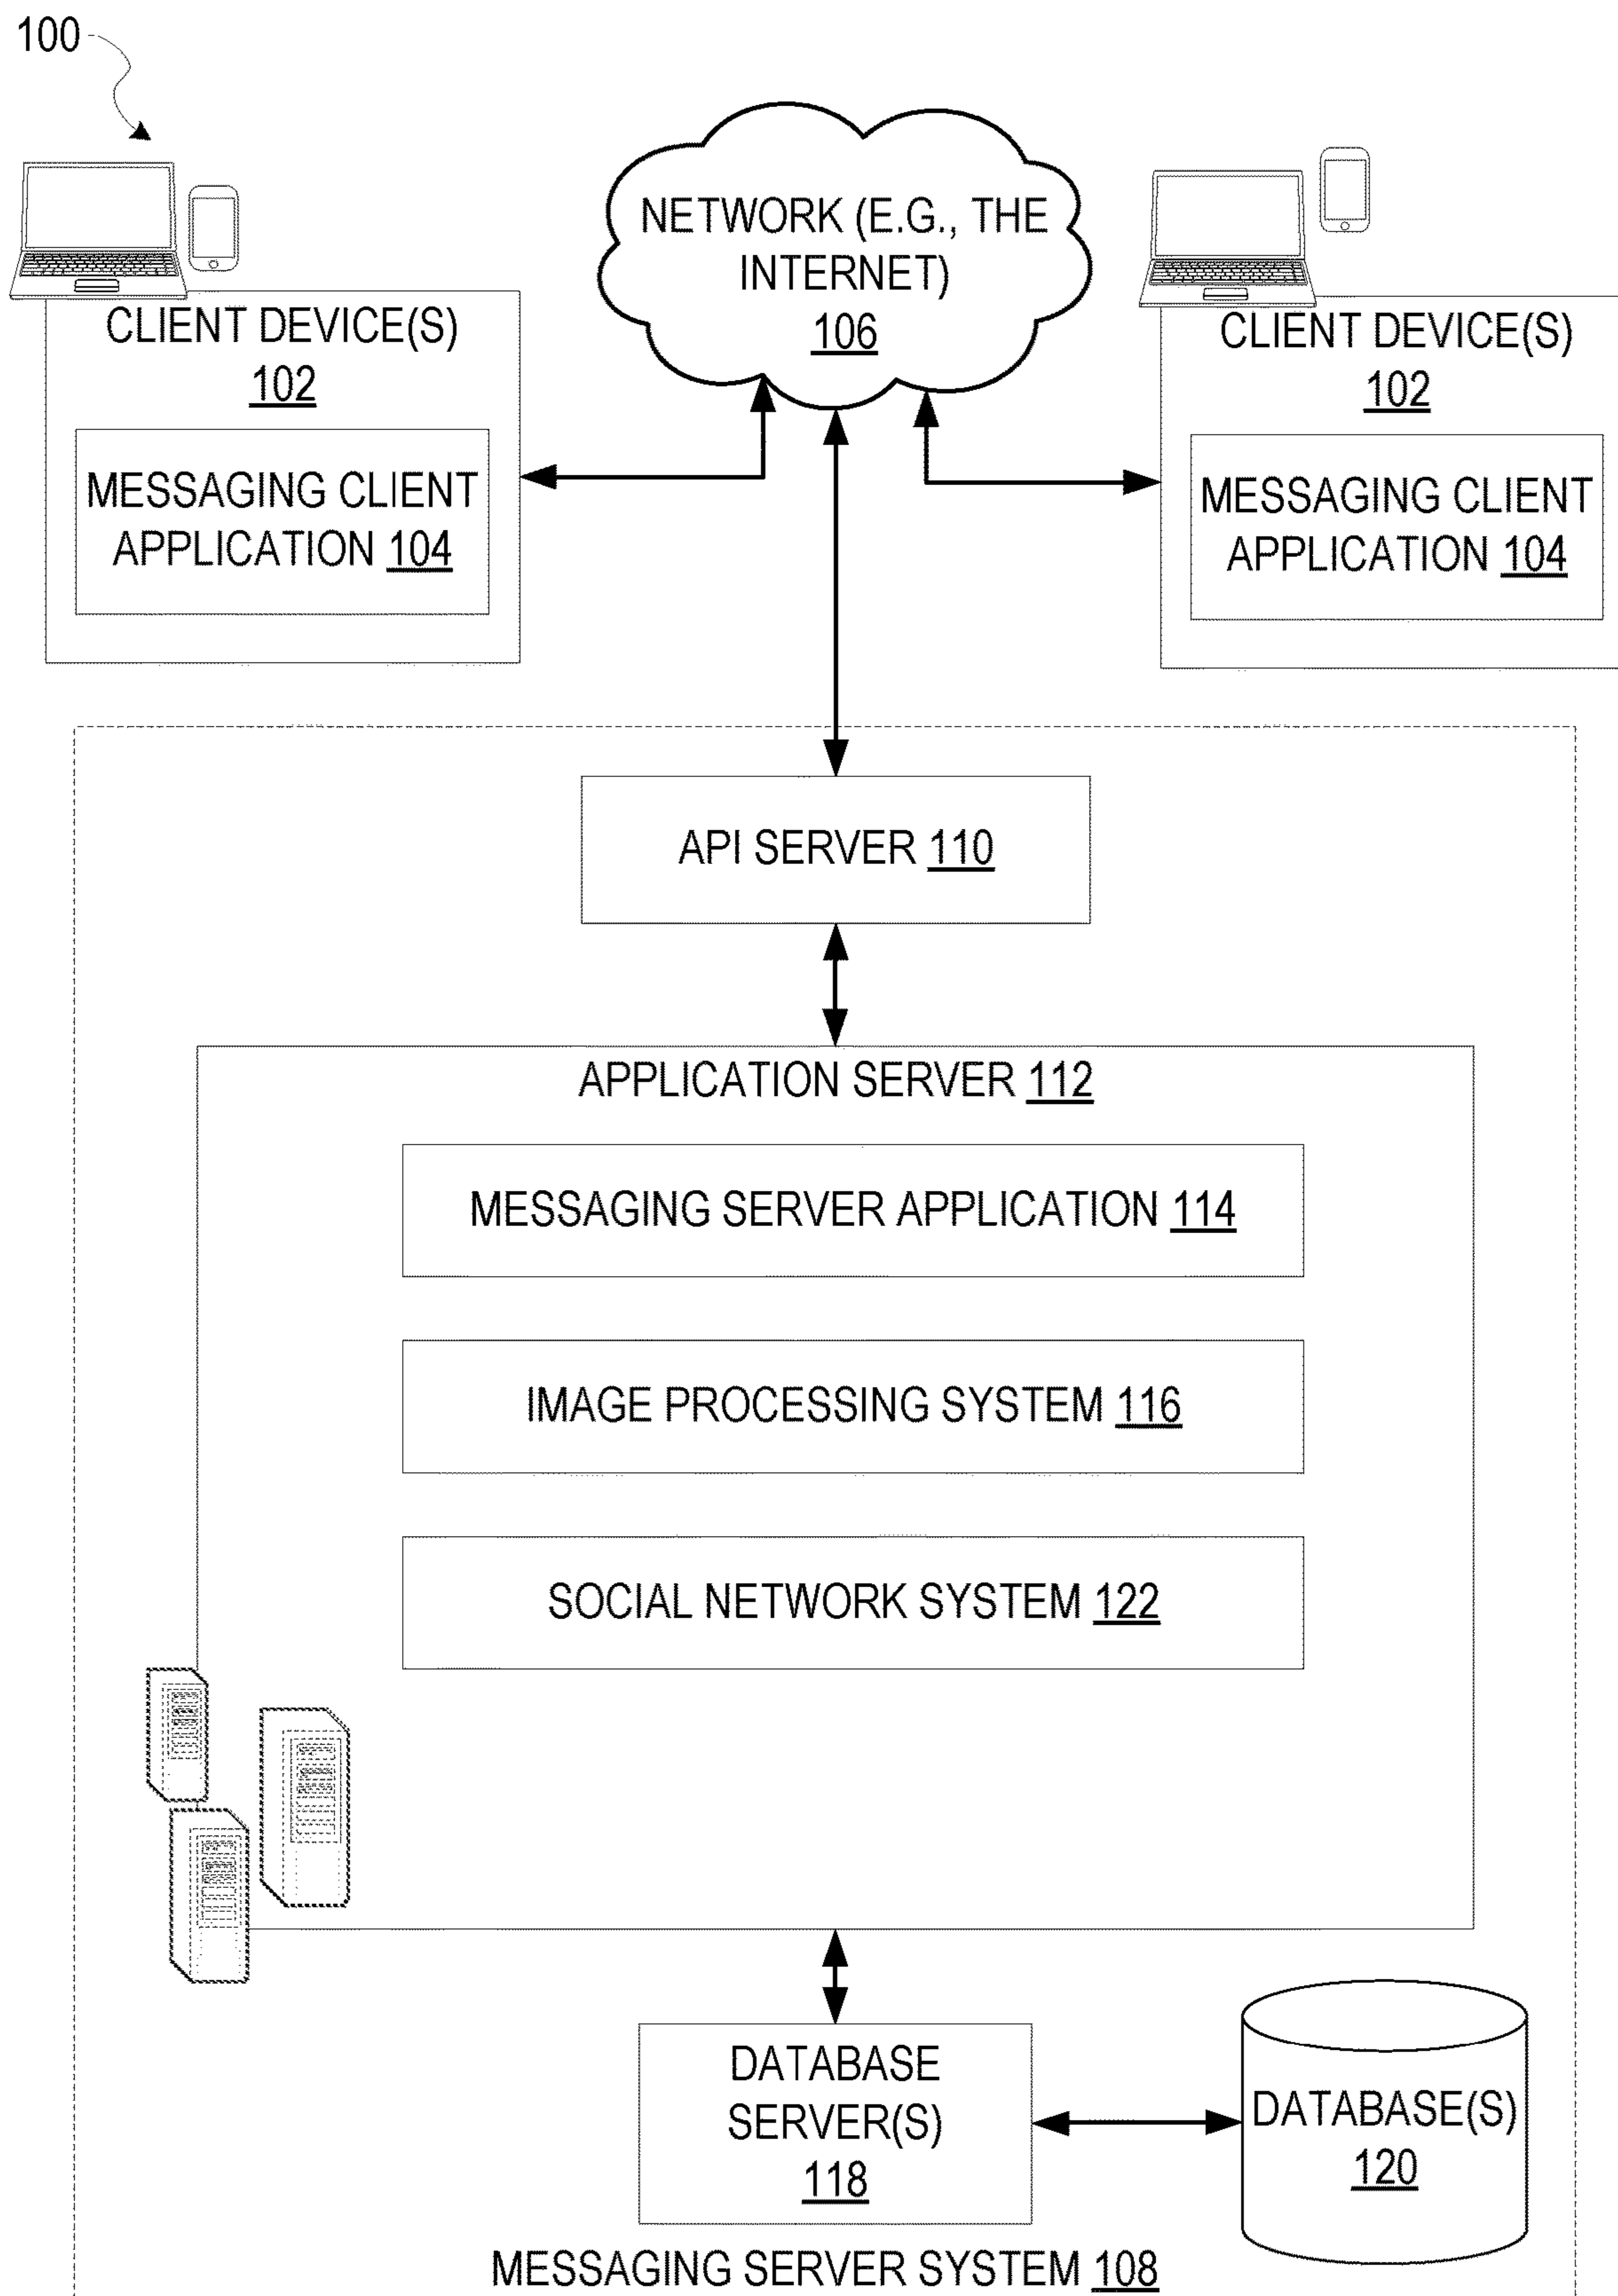 100
NETWORK (E.G., THE
INTERNET)
106
CLIENT DEVICE(S)
102
MESSAGING CLIENT
APPLICATION 104
CLIENT DEVICE(S)
102
MESSAGING CLIENT
APPLICATION 104
API SERVER 110
APPLICATION SERVER 112
MESSAGING SERVER APPLICATION 114
IMAGE PROCESSING SYSTEM 116
SOCIAL NETWORK SYSTEM 122
DATABASE
SERVER(S)
118
DATABASE(S)
120
MESSAGING SERVER SYSTEM 108